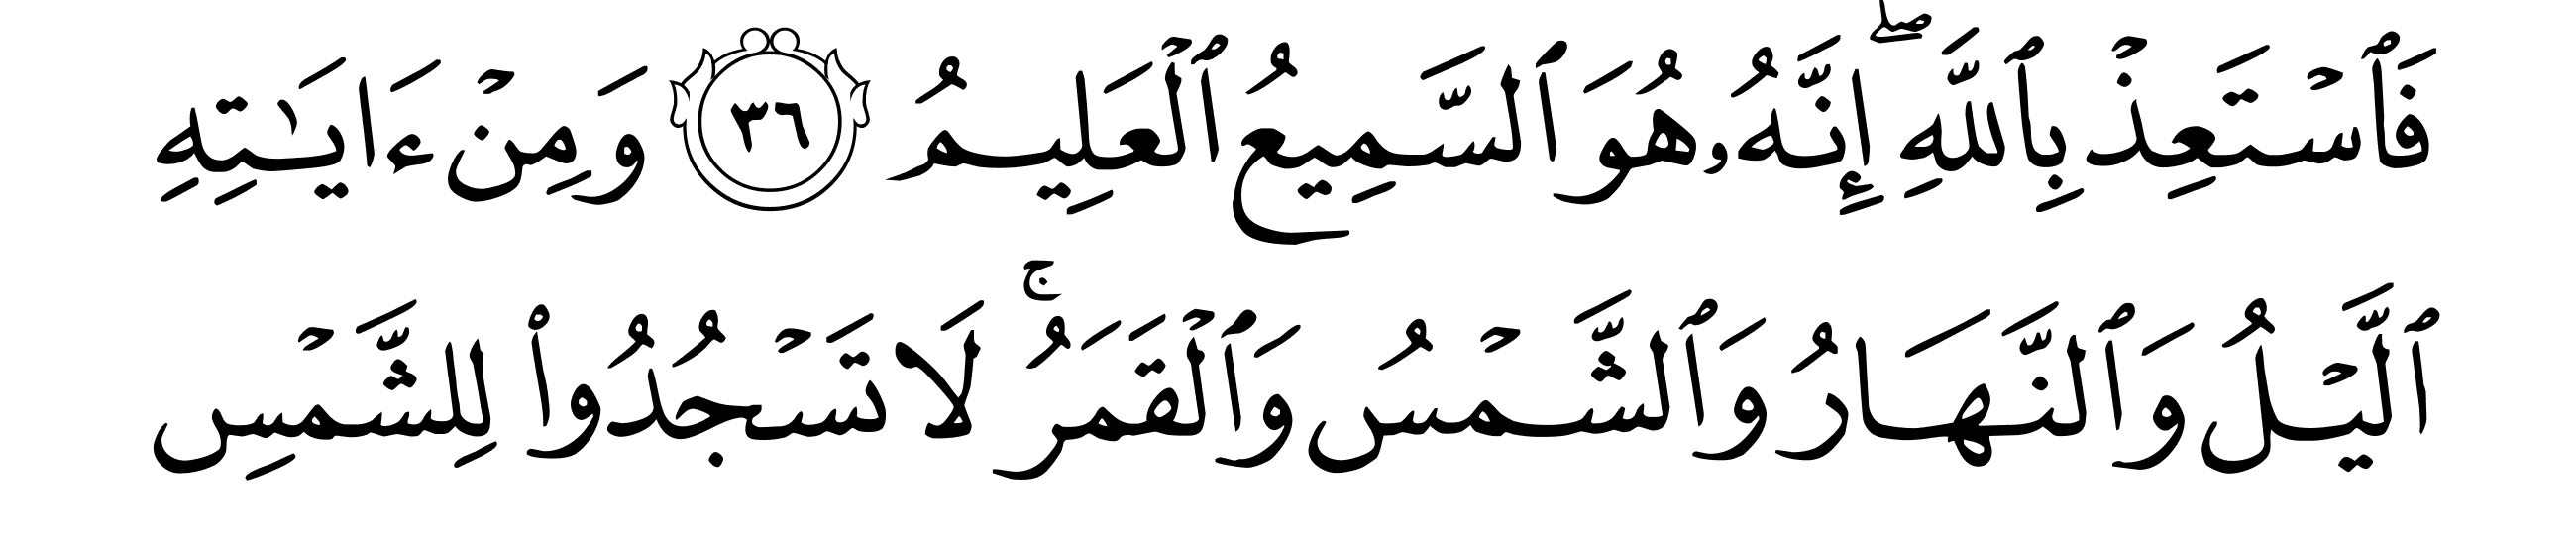 فَٱسۡتَعِذۡ بِٱللَّهِۖ إِنَّهُۥ هُوَ ٱلسَّمِيعُ ٱلۡعَلِيمُ ٣٦ وَمِنۡ ءَايَٰتِهِ
ٱلَّيۡلُ وَٱلنَّهَارُ وَٱلشَّمۡسُ وَٱلۡقَمَرُۚ لَا تَسۡجُدُواْ لِلشَّمۡسِ